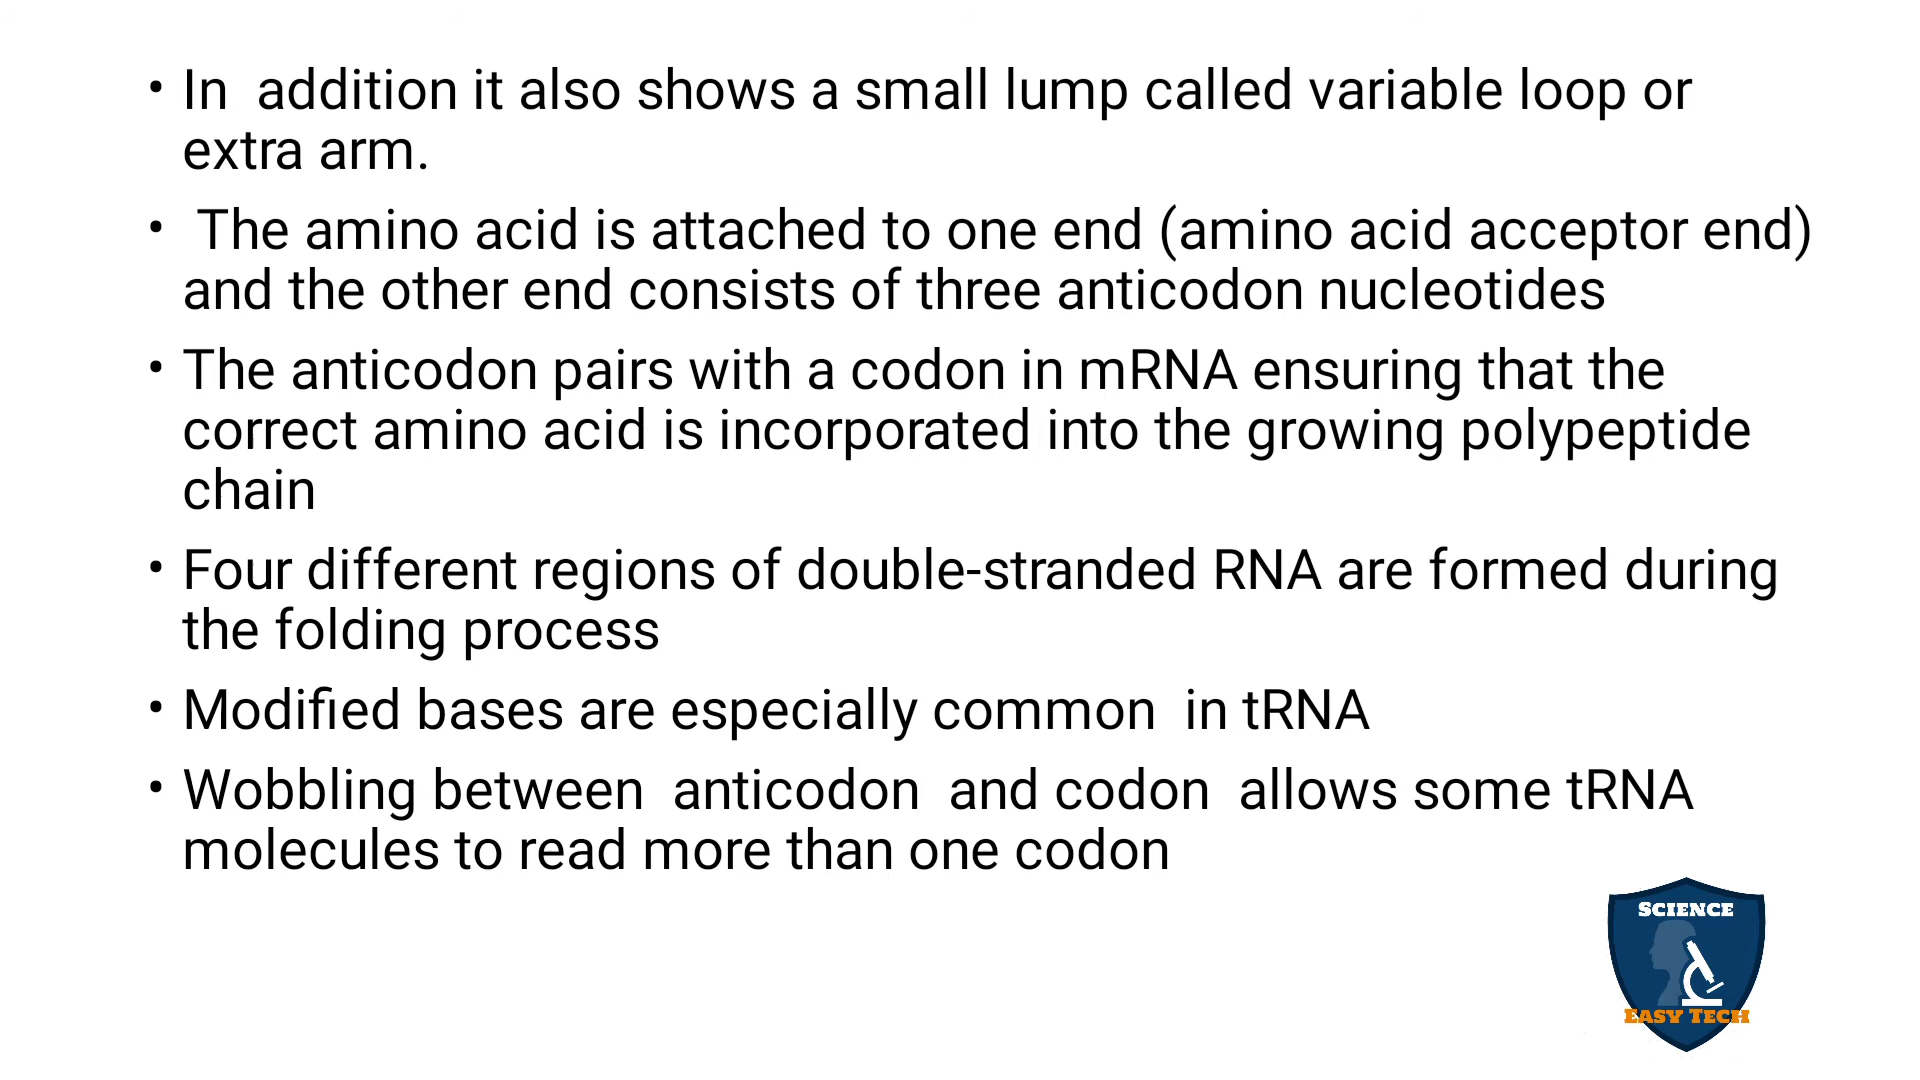 • In  addition it also shows a small lump called variable loop or
extra arm.
•  The amino acid is attached to one end (amino acid acceptor end)
and the other end consists of three anticodon nucleotides
• The anticodon pairs with a codon in mRNA ensuring that the
correct amino acid is incorporated into the growing polypeptide
chain
• Four different regions of double-stranded RNA are formed during
the folding process
• Modified bases are especially common  in tRNA
• Wobbling between  anticodon  and codon  allows some tRNA
molecules to read more than one codon
SCIENCE
EASY TECH